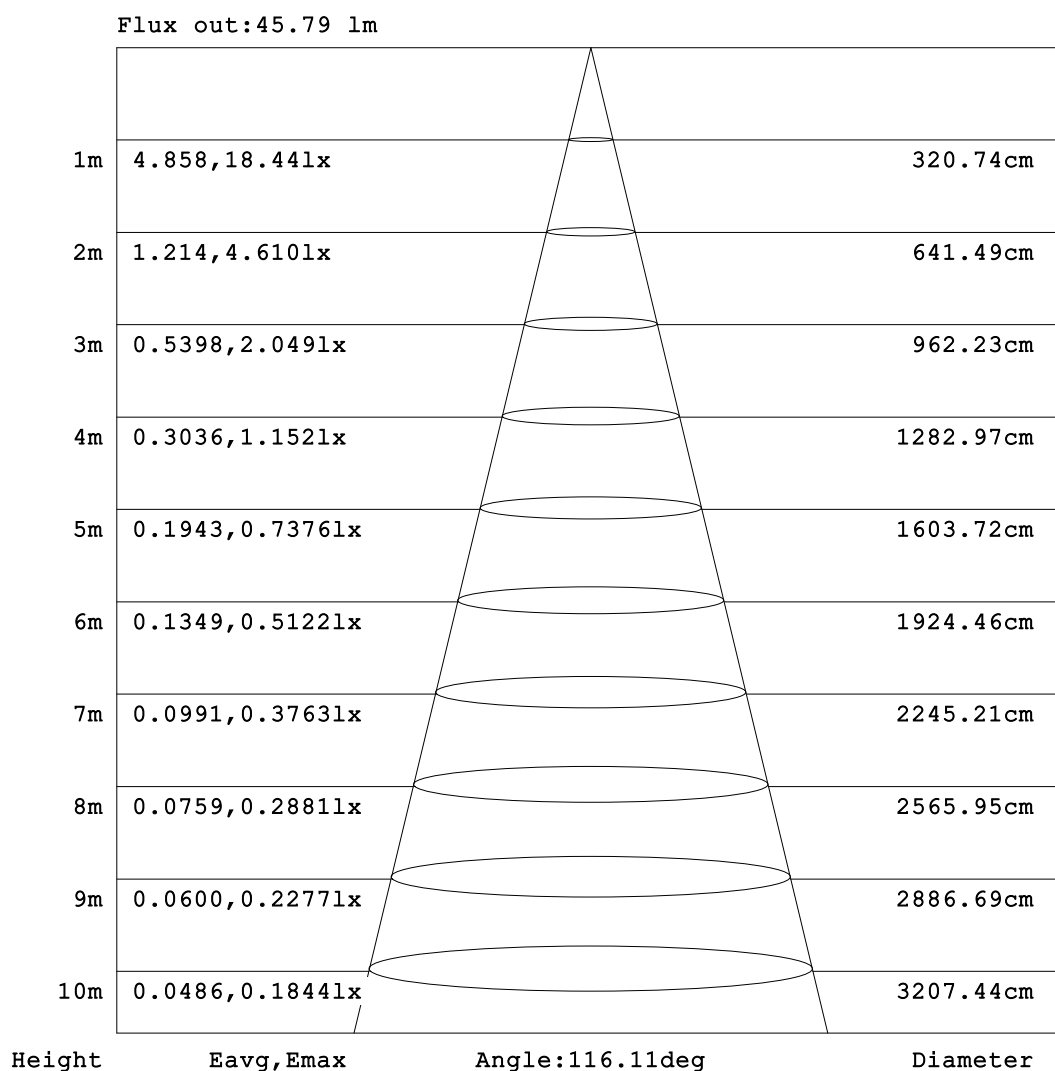 Flux out:45.79 lm
1m 4.858,18.44lx 320.74cm
2m 1.214,4.610lx 641.49cm
3m 0.5398,2.049lx 962.23cm
4m 0.3036,1.152lx 1282.97cm
5m 0.1943,0.7376lx 1603.72cm
6m 0.1349,0.5122lx 1924.46cm
7m 0.0991,0.3763lx 2245.21cm
8m 0.0759,0.2881lx 2565.95cm
9m 0.0600,0.2277lx 2886.69cm
10m 0.0486,0.1844lx 3207.44cm
Height Eavg,Emax Angle:116.11deg Diameter